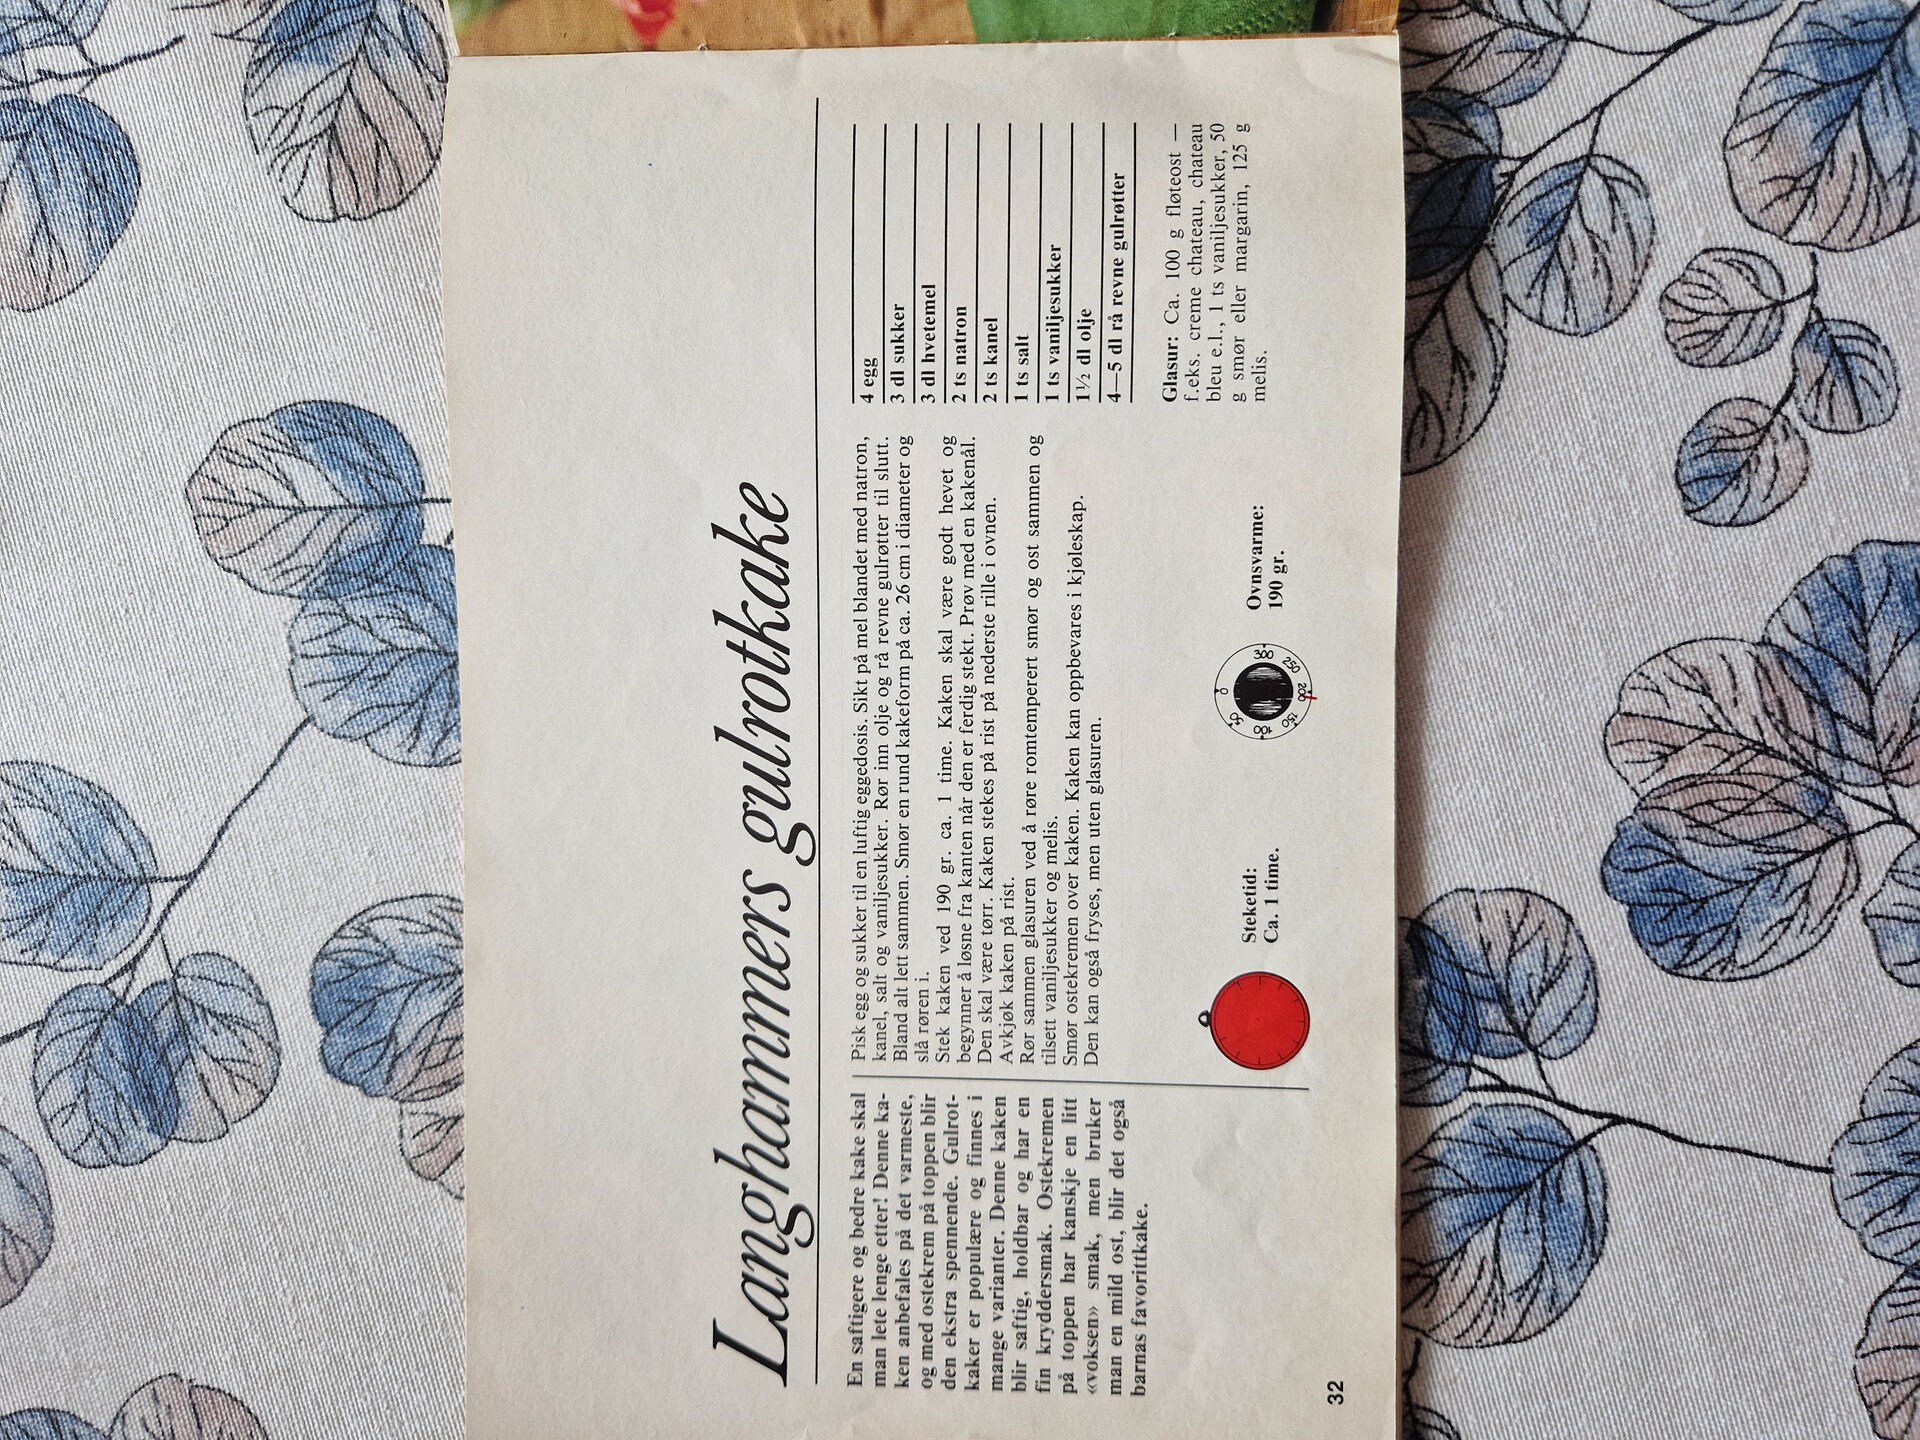 Langhammers gulrotkake
En saftigere og bedre kake skal
man lete lenge etter! Denne ka-
ken anbefales på det varmeste,
og med ostekrem på toppen blir
den ekstra spennende. Gulrot-
kaker er populære og finnes i
mange varianter. Denne kaken
blir saftig, holdbar og har en
fin kryddersmak. Ostekremen
på toppen har kanskje en litt
«voksen» smak, men bruker
man en mild ost, blir det også
barnas favorittkake.
Pisk egg og sukker til en luftig eggedosis. Sikt på mel blandet med natron,
kanel, salt og vaniljesukker. Rør inn olje og rå revne gulrøtter til slutt.
Bland alt lett sammen. Smør en rund kakeform på ca. 26 cm i diameter og
slå røren i.
Stek kaken ved 190 gr. ca. 1 time. Kaken skal være godt hevet og
begynner å løsne fra kanten når den er ferdig stekt. Prøv med en kakenål.
Den skal være tørr. Kaken stekes på rist på nederste rille i ovnen.
Avkjøk kaken på rist.
Rør sammen glasuren ved å røre romtemperert smør og ost sammen og
tilsett vaniljesukker og melis.
Smør ostekremen over kaken. Kaken kan oppbevares i kjøleskap.
Den kan også fryses, men uten glasuren.
4 egg
3 dl sukker
3 dl hvetemel
2 ts natron
2 ts kanel
1 ts salt
1 ts vaniljesukker
1½ dl olje
4—5 dl rå revne gulrøtter
Glasur: Ca. 100 g fløteost —
f.eks. creme chateau, chateau
bleu e.l., 1 ts vaniljesukker, 50
g smør eller margarin, 125 g
melis.
Steketid:
Ca. 1 time.
0
50
100
150
200
250
300
Ovnsvarme:
190 gr.
32